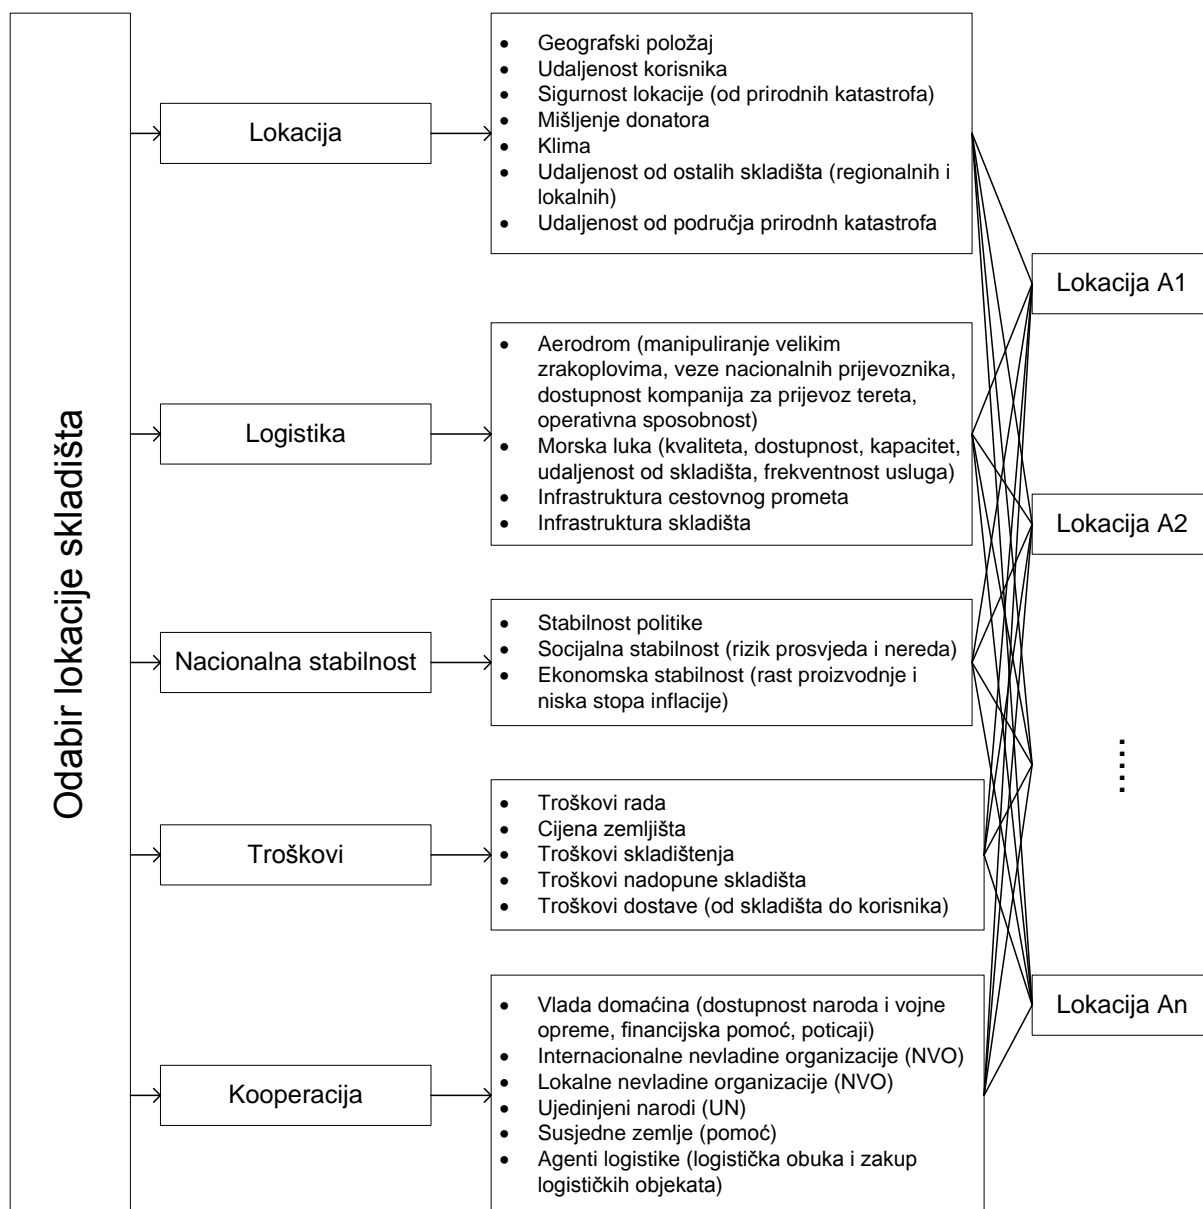 Odabir lokacije skladišta
Lokacija
Geografski položaj
Udaljenost korisnika
Sigurnost lokacije (od prirodnih katastrofa)
Mišljenje donatora
Klima
Udaljenost od ostalih skladišta (regionalnih i
lokalnih)
Udaljenost od područja prirodnh katastrofa
Logistika
Aerodrom (manipuliranje velikim
zrakoplovima, veze nacionalnih prijevoznika,
dostupnost kompanija za prijevoz tereta,
operativna sposobnost)
Morska luka (kvaliteta, dostupnost, kapacitet,
udaljenost od skladišta, frekventnost usluga)
Infrastruktura cestovnog prometa
Infrastruktura skladišta
Nacionalna stabilnost
Stabilnost politike
Socijalna stabilnost (rizik prosvjeda i nereda)
Ekonomska stabilnost (rast proizvodnje i
niska stopa inflacije)
Troškovi
Troškovi rada
Cijena zemljišta
Troškovi skladištenja
Troškovi nadopune skladišta
Troškovi dostave (od skladišta do korisnika)
Kooperacija
Vlada domaćina (dostupnost naroda i vojne
opreme, financijska pomoć, poticaji)
Internacionalne nevladine organizacije (NVO)
Lokalne nevladine organizacije (NVO)
Ujedinjeni narodi (UN)
Susjedne zemlje (pomoć)
Agenti logistike (logistička obuka i zakup
logističkih objekata)
Lokacija A1
Lokacija A2
.....
Lokacija An